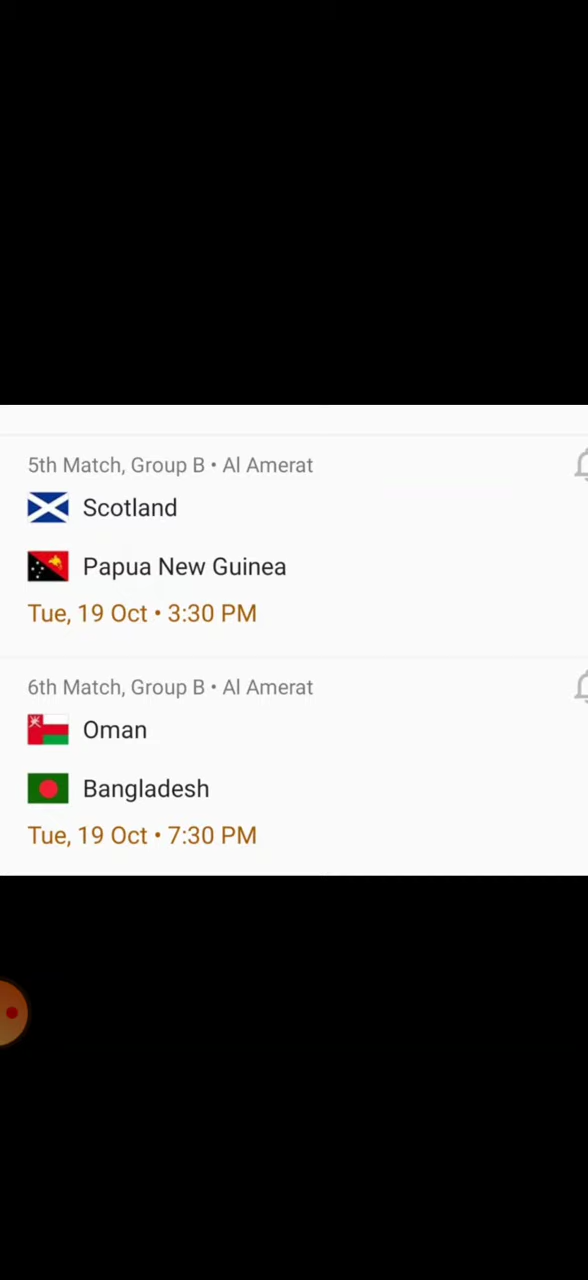 5th Match, Group B • Al Amerat
Scotland
Papua New Guinea
Tue, 19 Oct • 3:30 PM
6th Match, Group B • Al Amerat
Oman
Bangladesh
Tue, 19 Oct • 7:30 PM